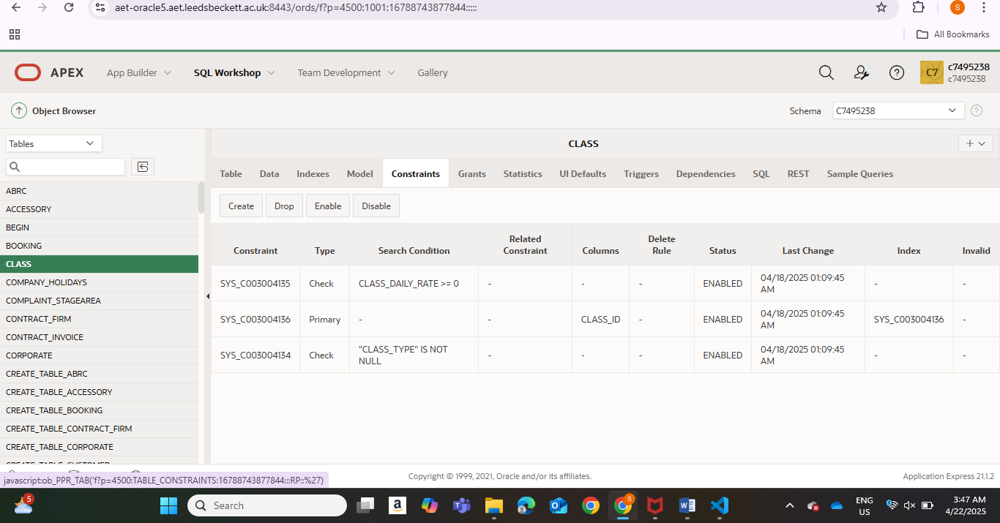 aet-oracle5.aet.leedsbeckett.ac.uk:8443/ords/f?p=4500:1001:16788743877844:::::
S
All Bookmarks
APEX
App Builder
SQL Workshop
Team Development
Gallery
C7
c7495238
c7495238
Object Browser
Schema
C7495238
Tables
CLASS
Table Data Indexes Model Constraints Grants Statistics UI Defaults Triggers Dependencies SQL REST Sample Queries
Create Drop Enable Disable
ABRC
ACCESSORY
BEGIN
BOOKING
CLASS
COMPANY_HOLIDAYS
COMPLAINT_STAGEAREA
CONTRACT_FIRM
CONTRACT_INVOICE
CORPORATE
CREATE_TABLE_ABRC
CREATE_TABLE_ACCESSORY
CREATE_TABLE_BOOKING
CREATE_TABLE_CONTRACT_FIRM
CREATE_TABLE_CORPORATE
Constraint Type Search Condition Related Constraint Columns Delete Rule Status Last Change Index Invalid
SYS_C003004135 Check CLASS_DAILY_RATE >= 0 - - - ENABLED 04/18/2025 01:09:45 AM - -
SYS_C003004136 Primary - - CLASS_ID - ENABLED 04/18/2025 01:09:45 AM SYS_C003004136 -
SYS_C003004134 Check "CLASS_TYPE" IS NOT NULL - - - ENABLED 04/18/2025 01:09:45 AM - -
javascript:ob_PPR_TAB('f?p=4500:TABLE_CONSTRAINTS:16788743877844:::RP::%27)
Copyright © 1999, 2021, Oracle and/or its affiliates.
Application Express 21.1.2
5
Search
a
S
ENG
US
3:47 AM
4/22/2025